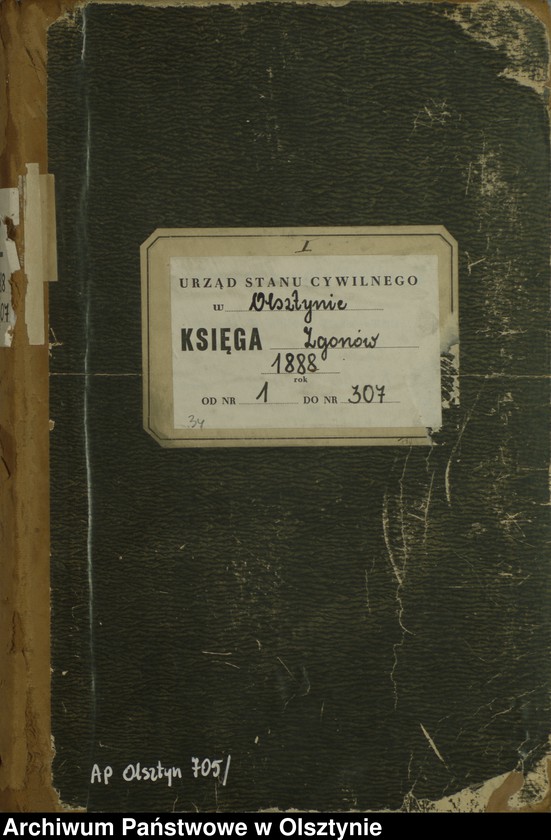 I
URZĄD STANU CYWILNEGO
w Olsztynie
KSIĘGA Zgonów
1888
rok
OD NR 1 DO NR 307
34
AP Olsztyn 705/
Archiwum Państwowe w Olsztynie